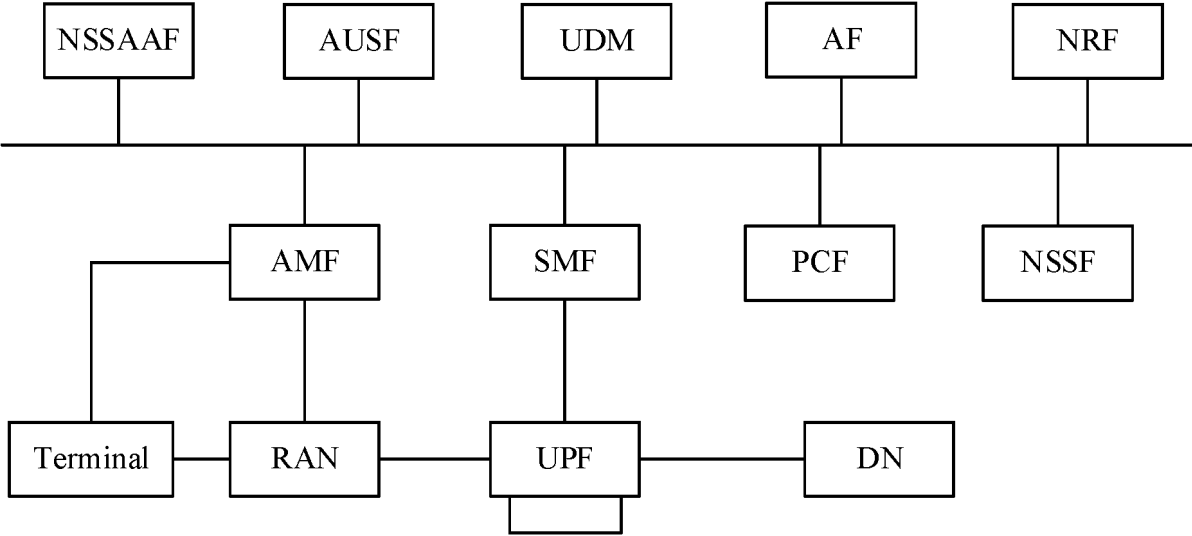 NSSAAF
AUSF
UDM
AF
NRF
AMF
SMF
PCF
NSSF
Terminal
RAN
UPF
DN